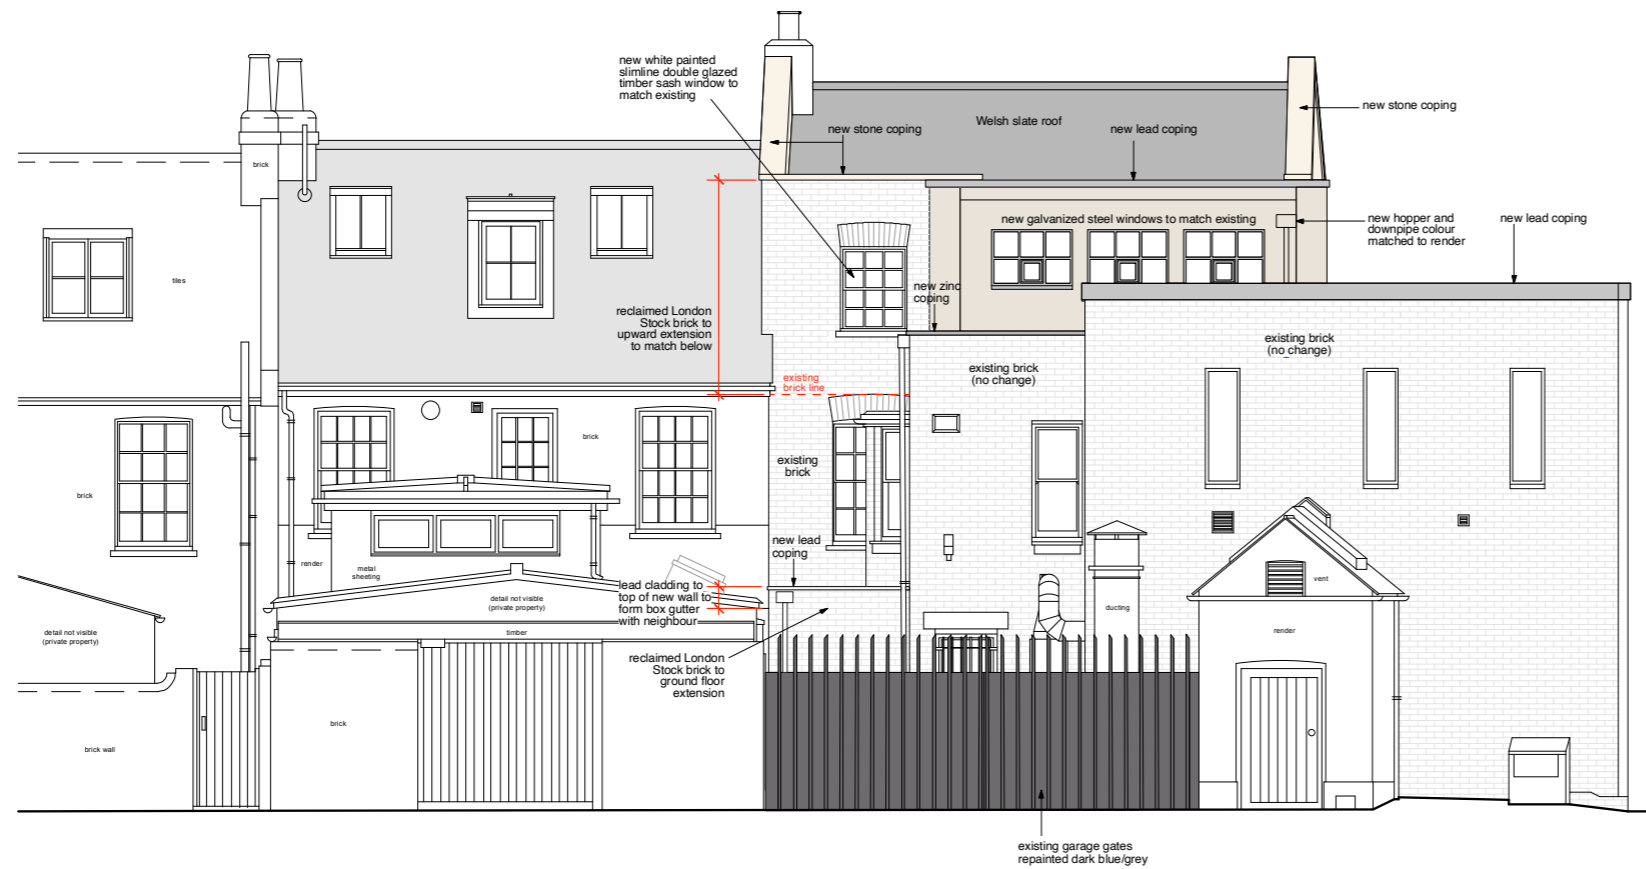 new white painted
slimline double glazed
timber sash window to
match existing
new stone coping
Welsh slate roof
new lead coping
new stone coping
brick
new galvanized steel windows to match existing
new hopper and
downpipe colour
matched to render
new lead coping
tiles
new zinc
coping
reclaimed London
Stock brick to
upward extension
to match below
existing brick
(no change)
existing brick
(no change)
existing
brick line
brick
existing
brick
brick
new lead
coping
render
metal
sheeting
lead cladding to
top of new wall to
form box gutter
with neighbour
detail not visible
(private property)
vent
ducting
detail not visible
(private property)
timber
render
reclaimed London
Stock brick to
ground floor
extension
brick
brick wall
existing garage gates
repainted dark blue/grey